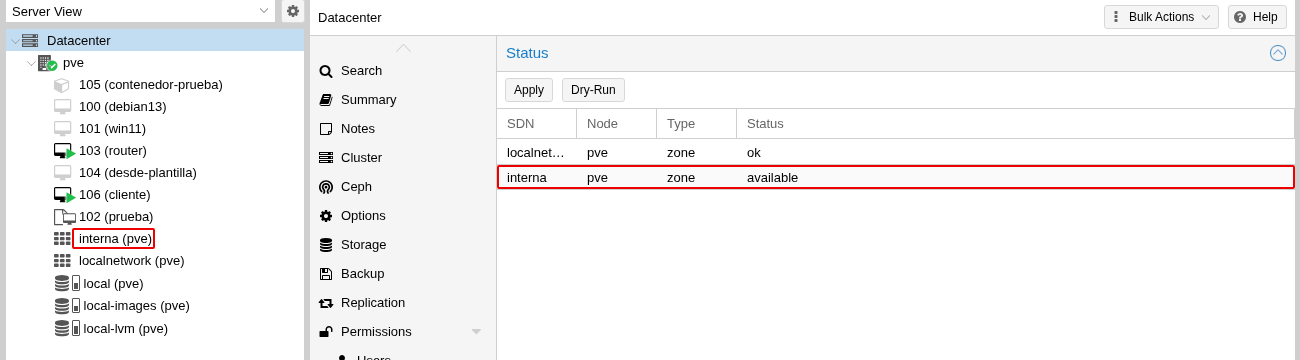 Server View
Datacenter
pve
105 (contenedor-prueba)
100 (debian13)
101 (win11)
103 (router)
104 (desde-plantilla)
106 (cliente)
102 (prueba)
interna (pve)
localnetwork (pve)
local (pve)
local-images (pve)
local-lvm (pve)
Datacenter
Bulk Actions
Help
Search
Summary
Notes
Cluster
Ceph
Options
Storage
Backup
Replication
Permissions
Users
Status
Apply Dry-Run
SDN Node Type Status
localnet… pve zone ok
interna pve zone available